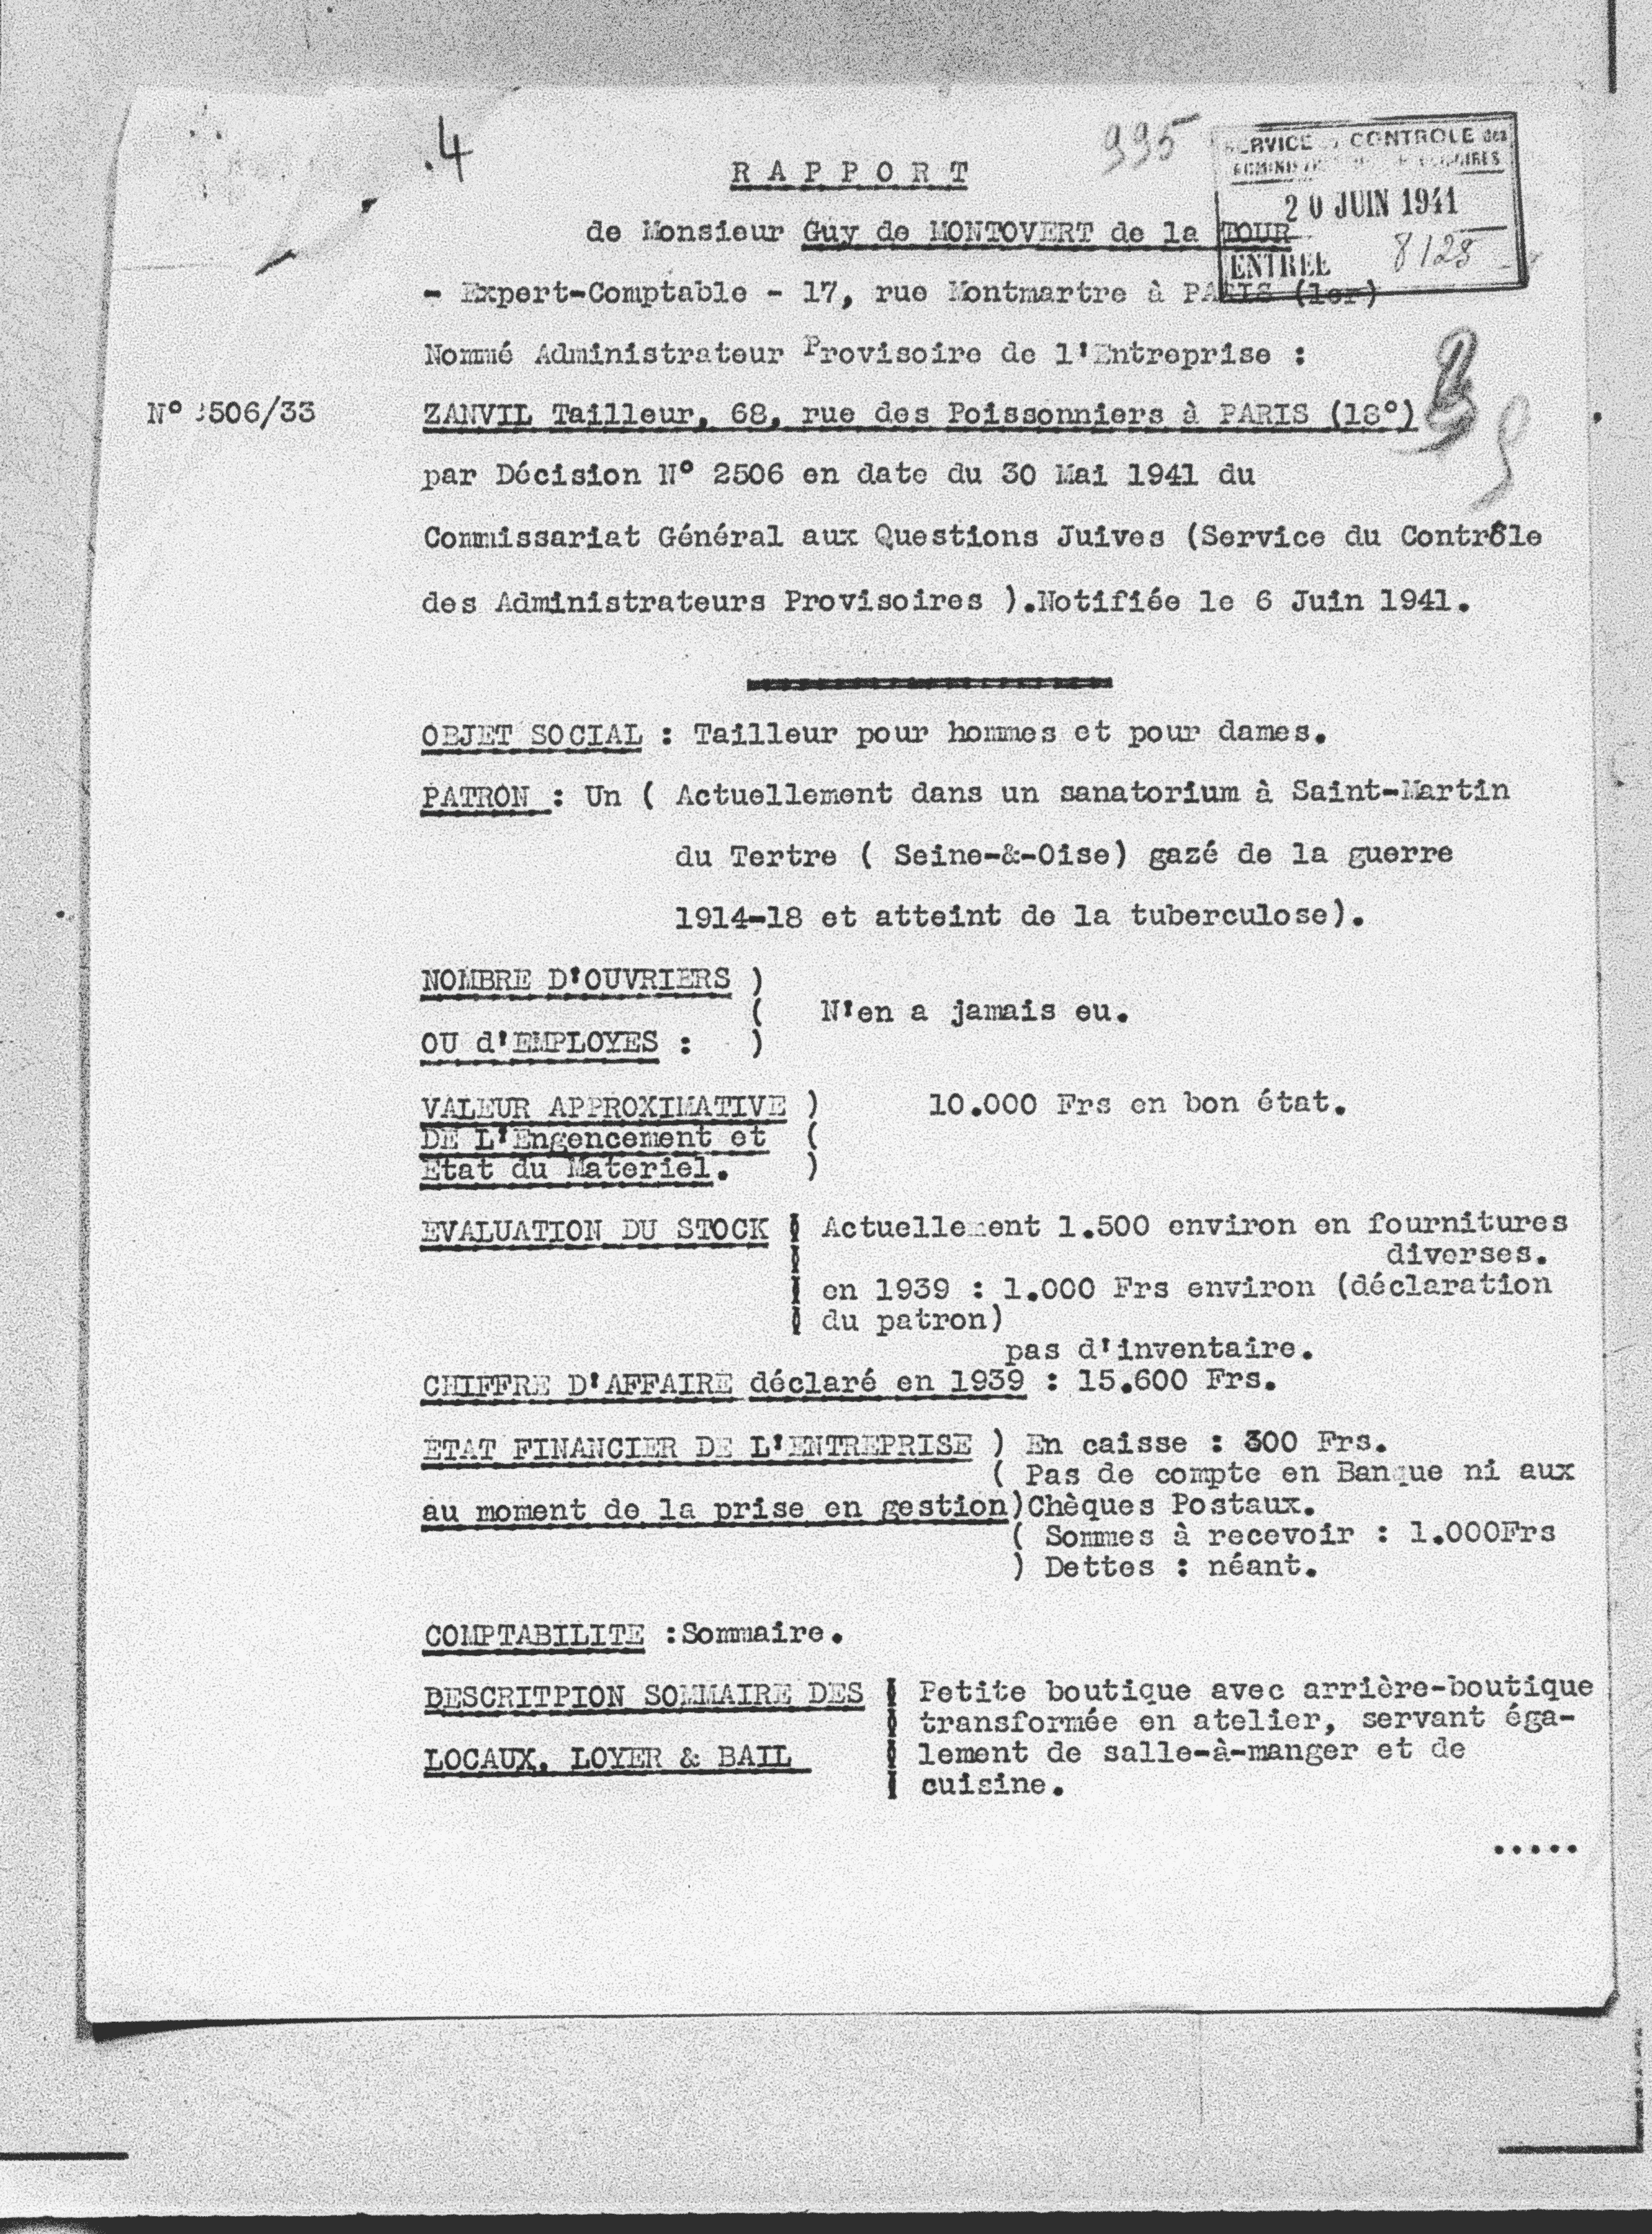 .4
995
R A P P O R T
SERVICE CONTROLE des
2 0 JUIN 1941
ENTREE 8128
de Monsieur Guy de MONTOVERT de la TOUR
- Expert-Comptable - 17, rue Montmartre à PARIS (1er)
Nommé Administrateur Provisoire de l'Entreprise :
N° 2506/33
ZANVIL Tailleur, 68, rue des Poissonniers à PARIS (18°)
par Décision N° 2506 en date du 30 Mai 1941 du
Commissariat Général aux Questions Juives (Service du Contrôle
des Administrateurs Provisoires ).Notifiée le 6 Juin 1941.
OBJET SOCIAL : Tailleur pour hommes et pour dames.
PATRON : Un ( Actuellement dans un sanatorium à Saint-Martin
du Tertre ( Seine-&-Oise) gazé de la guerre
1914-18 et atteint de la tuberculose).
NOMBRE D'OUVRIERS )
( N'en a jamais eu.
OU d'EMPLOYES : )
VALEUR APPROXIMATIVE ) 10.000 Frs en bon état.
DE L'Engencement et (
Etat du Materiel. )
EVALUATION DU STOCK Actuellement 1.500 environ en fournitures
diverses.
en 1939 : 1.000 Frs environ (déclaration
du patron)
pas d'inventaire.
CHIFFRE D'AFFAIRE déclaré en 1939 : 15.600 Frs.
ETAT FINANCIER DE L'ENTREPRISE ) En caisse : 300 Frs.
( Pas de compte en Banque ni aux
au moment de la prise en gestion)Chèques Postaux.
( Sommes à recevoir : 1.000Frs
) Dettes : néant.
COMPTABILITE :Sommaire.
DESCRITPION SOMMAIRE DES Petite boutique avec arrière-boutique
transformée en atelier, servant éga-
LOCAUX. LOYER & BAIL lement de salle-à-manger et de
cuisine.
.....